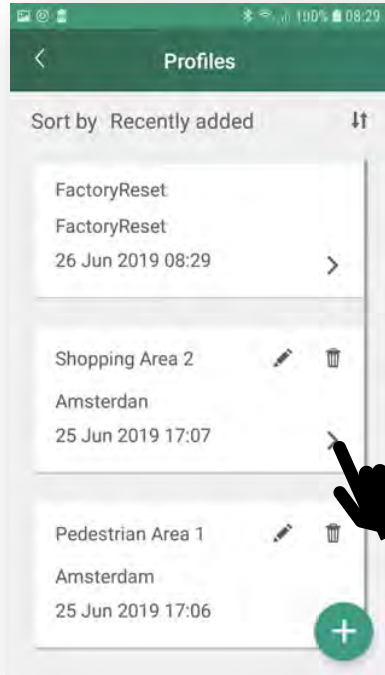 100% 08:29
Profiles
Sort by Recently added
FactoryReset
FactoryReset
26 Jun 2019 08:29
Shopping Area 2
Amsterdan
25 Jun 2019 17:07
Pedestrian Area 1
Amsterdam
25 Jun 2019 17:06